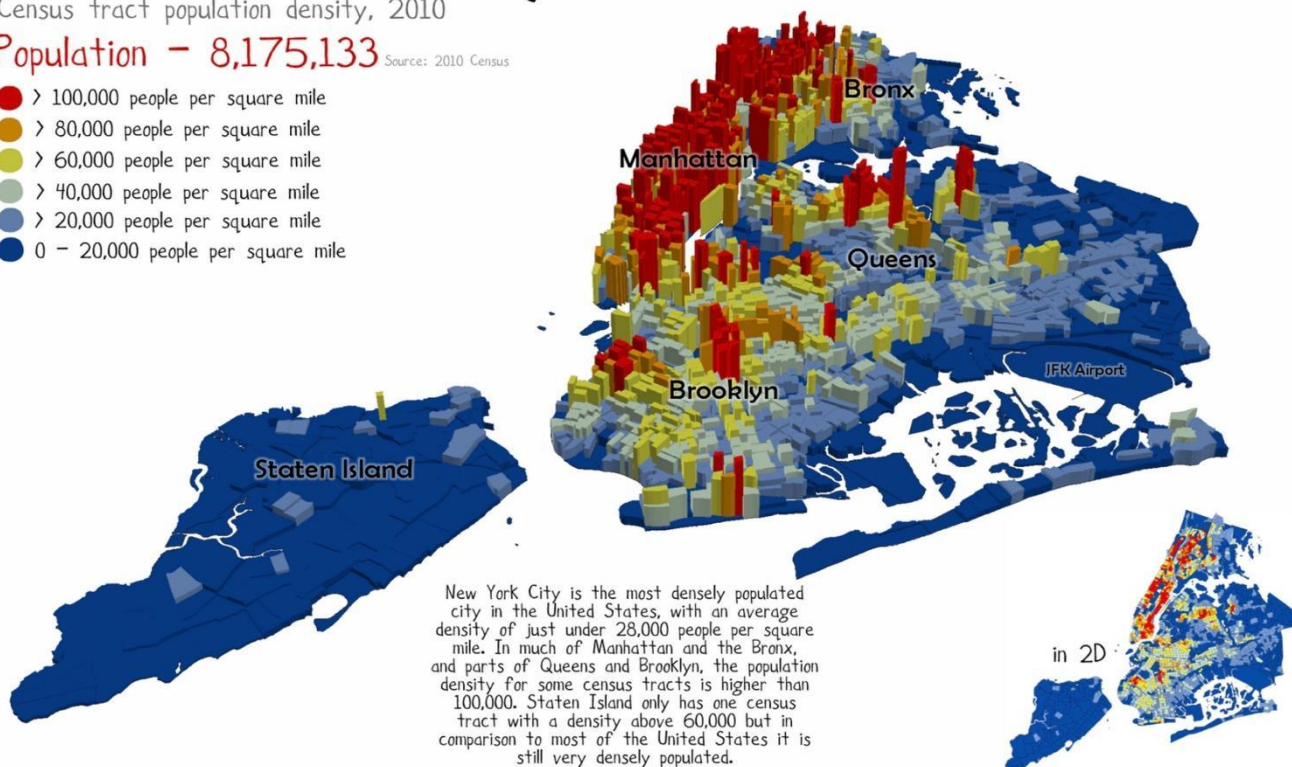 Census tract population density, 2010
Population - 8,175,133 Source: 2010 Census
> 100,000 people per square mile
> 80,000 people per square mile
> 60,000 people per square mile
> 40,000 people per square mile
> 20,000 people per square mile
0 - 20,000 people per square mile
Bronx
Manhattan
Queens
JFK Airport
Brooklyn
Staten Island
New York City is the most densely populated
city in the United States, with an average
density of just under 28,000 people per square
mile. In much of Manhattan and the Bronx,
and parts of Queens and Brooklyn, the population
density for some census tracts is higher than
100,000. Staten Island only has one census
tract with a density above 60,000 but in
comparison to most of the United States it is
still very densely populated.
in 2D